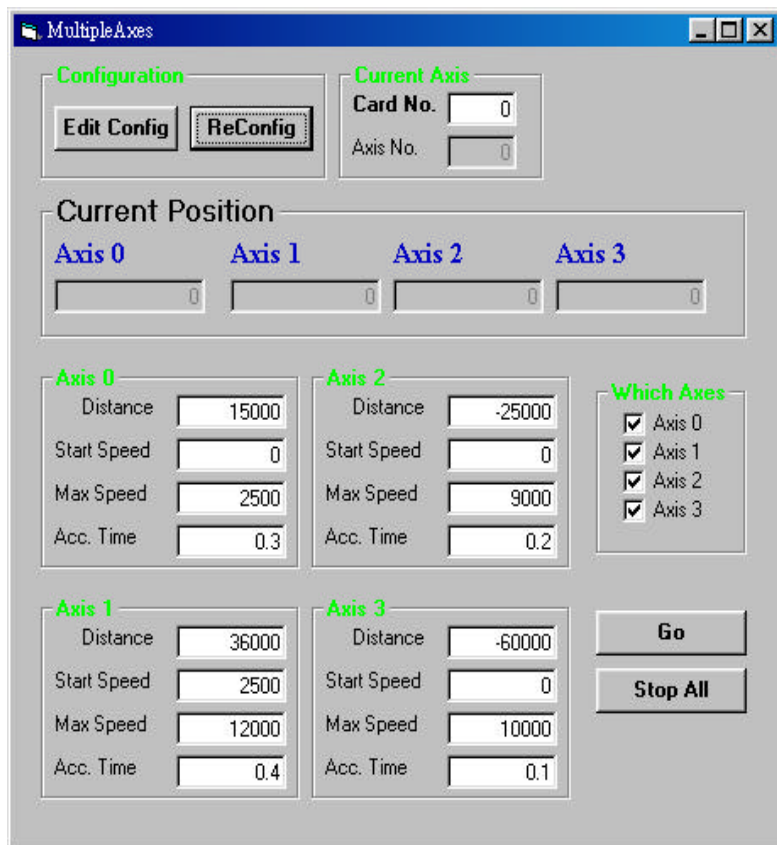 MultipleAxes
Configuration
Edit Config
ReConfig
Current Axis
Card No. 0
Axis No. 0
Current Position
Axis 0 Axis 1 Axis 2 Axis 3
0 0 0 0
Axis 0
Distance 15000
Start Speed 0
Max Speed 2500
Acc. Time 0.3
Axis 2
Distance -25000
Start Speed 0
Max Speed 9000
Acc. Time 0.2
Which Axes
Axis 0
Axis 1
Axis 2
Axis 3
Axis 1
Distance 36000
Start Speed 2500
Max Speed 12000
Acc. Time 0.4
Axis 3
Distance -60000
Start Speed 0
Max Speed 10000
Acc. Time 0.1
Go
Stop All